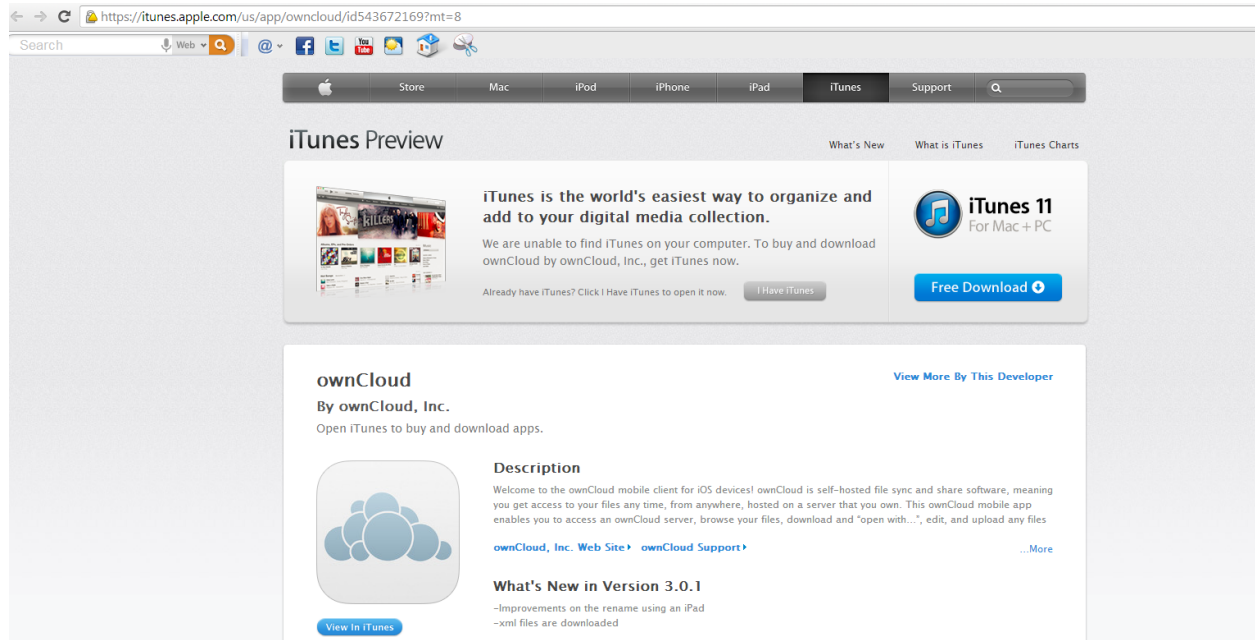 https://itunes.apple.com/us/app/owncloud/id543672169?mt=8
Search Web
@
You
Tube
Store Mac iPod iPhone iPad iTunes Support
iTunes Preview
What's New What is iTunes iTunes Charts
iTunes is the world's easiest way to organize and
add to your digital media collection.
We are unable to find iTunes on your computer. To buy and download
ownCloud by ownCloud, Inc., get iTunes now.
Already have iTunes? Click I Have iTunes to open it now. I Have iTunes
iTunes 11
For Mac + PC
Free Download
KILLERS
ownCloud
View More By This Developer
By ownCloud, Inc.
Open iTunes to buy and download apps.
Description
Welcome to the ownCloud mobile client for iOS devices! ownCloud is self-hosted file sync and share software, meaning
you get access to your files any time, from anywhere, hosted on a server that you own. This ownCloud mobile app
enables you to access an ownCloud server, browse your files, download and “open with...”, edit, and upload any files
ownCloud, Inc. Web Site ownCloud Support ...More
What's New in Version 3.0.1
-Improvements on the rename using an iPad
-xml files are downloaded
View In iTunes